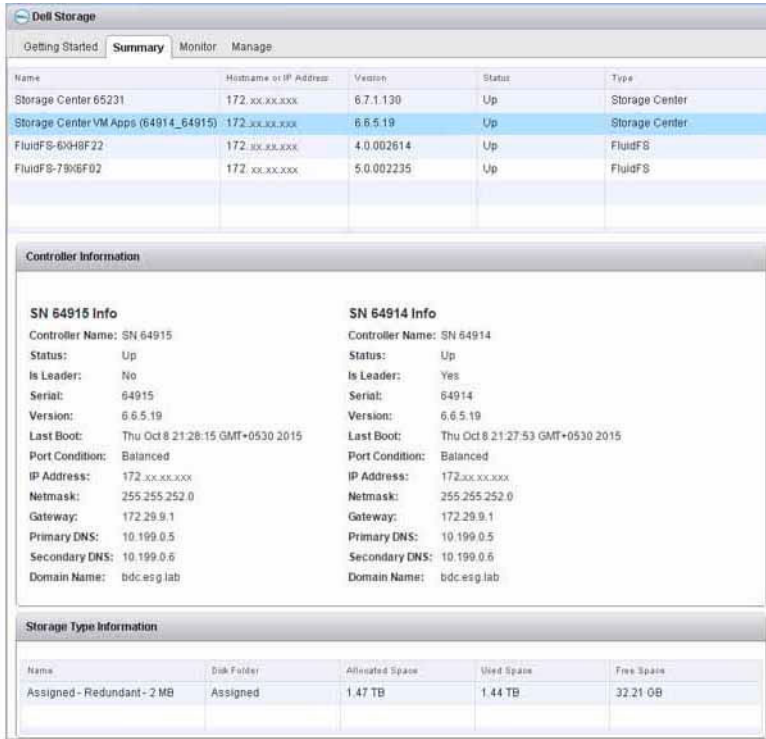 Dell Storage
Getting Started Summary Monitor Manage
Name Hostname or IP Address Version Status Type
Storage Center 65231 172.xx.xx.xxx 6.7.1.130 Up Storage Center
Storage Center VM Apps (64914_64915) 172.xx.xx.xxx 6.6.5.19 Up Storage Center
FluidFS-6XH8F22 172.xx.xx.xxx 4.0.002614 Up FluidFS
FluidFS-79X6F02 172.xx.xx.xxx 5.0.002235 Up FluidFS
Controller Information
SN 64915 Info SN 64914 Info
Controller Name: SN 64915 Controller Name: SN 64914
Status: Up Status: Up
Is Leader: No Is Leader: Yes
Serial: 64915 Serial: 64914
Version: 6.6.5.19 Version: 6.6.5.19
Last Boot: Thu Oct 8 21:28:15 GMT+0530 2015 Last Boot: Thu Oct 8 21:27:53 GMT+0530 2015
Port Condition: Balanced Port Condition: Balanced
IP Address: 172.xx.xx.xxx IP Address: 172.xx.xx.xxx
Netmask: 255.255.252.0 Netmask: 255.255.252.0
Gateway: 172.29.9.1 Gateway: 172.29.9.1
Primary DNS: 10.199.0.5 Primary DNS: 10.199.0.5
Secondary DNS: 10.199.0.6 Secondary DNS: 10.199.0.6
Domain Name: bdc.esg.lab Domain Name: bdc.esg.lab
Storage Type Information
Name Disk Folder Allocated Space Used Space Free Space
Assigned - Redundant - 2 MB Assigned 1.47 TB 1.44 TB 32.21 GB